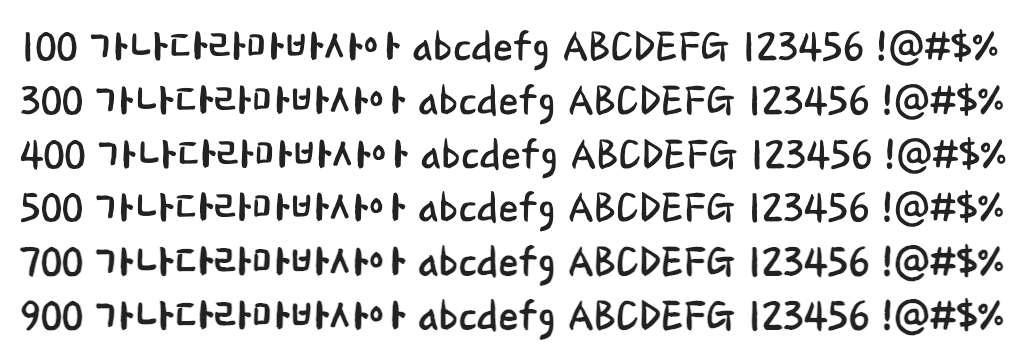 100 가나다라마바사아 abcdefg ABCDEFG 123456 !@#$%
300 가나다라마바사아 abcdefg ABCDEFG 123456 !@#$%
400 가나다라마바사아 abcdefg ABCDEFG 123456 !@#$%
500 가나다라마바사아 abcdefg ABCDEFG 123456 !@#$%
700 가나다라마바사아 abcdefg ABCDEFG 123456 !@#$%
900 가나다라마바사아 abcdefg ABCDEFG 123456 !@#$%